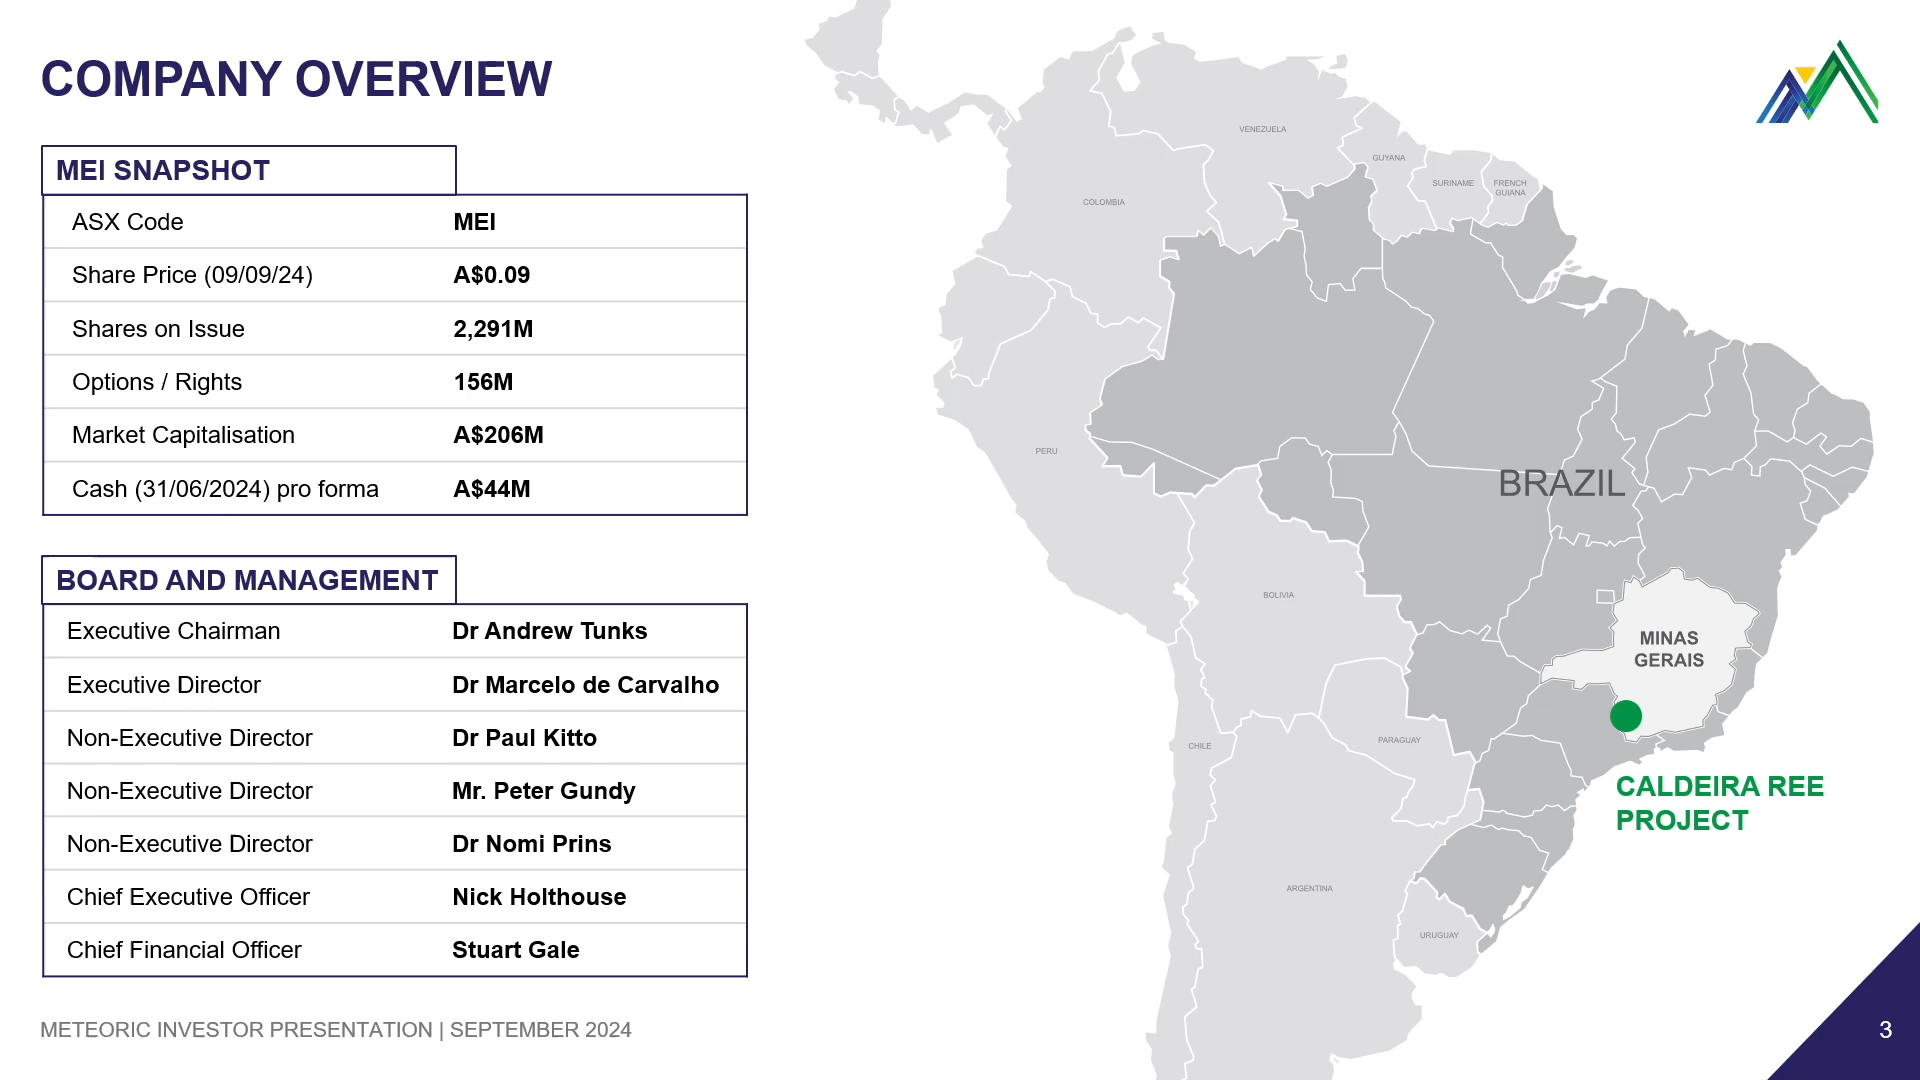 COMPANY OVERVIEW
MEI SNAPSHOT
ASX Code MEI
Share Price (09/09/24) A$0.09
Shares on Issue 2,291M
Options / Rights 156M
Market Capitalisation A$206M
Cash (31/06/2024) pro forma A$44M
BOARD AND MANAGEMENT
Executive Chairman Dr Andrew Tunks
Executive Director Dr Marcelo de Carvalho
Non-Executive Director Dr Paul Kitto
Non-Executive Director Mr. Peter Gundy
Non-Executive Director Dr Nomi Prins
Chief Executive Officer Nick Holthouse
Chief Financial Officer Stuart Gale
VENEZUELA
GUYANA
SURINAME
FRENCH
GUIANA
COLOMBIA
PERU
BRAZIL
BOLIVIA
MINAS
GERAIS
PARAGUAY
CHILE
CALDEIRA REE
PROJECT
ARGENTINA
URUGUAY
METEORIC INVESTOR PRESENTATION | SEPTEMBER 2024
3